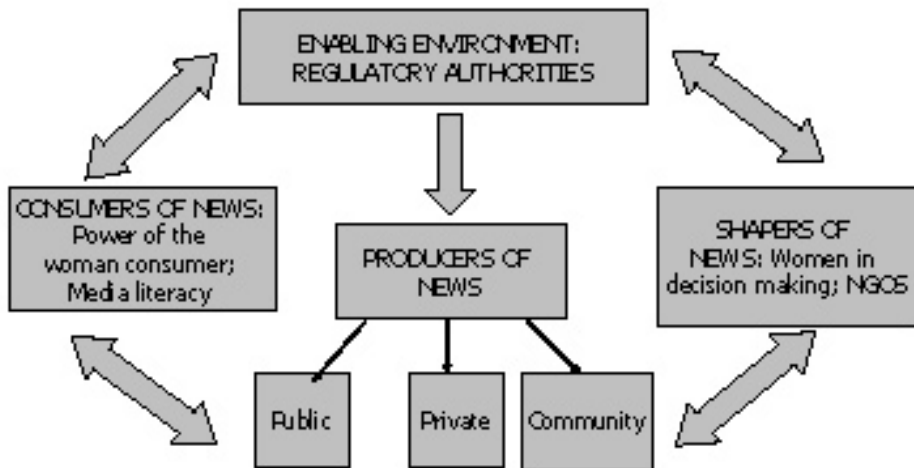 ENABLING ENVIRONMENT:
REGULATORY AUTHORITIES
CONSUMERS OF NEWS:
Power of the
woman consumer;
Media literacy
PRODUCERS OF
NEWS
SHAPERS OF
NEWS: Women in
decision making; NGOS
Public
Private
Community